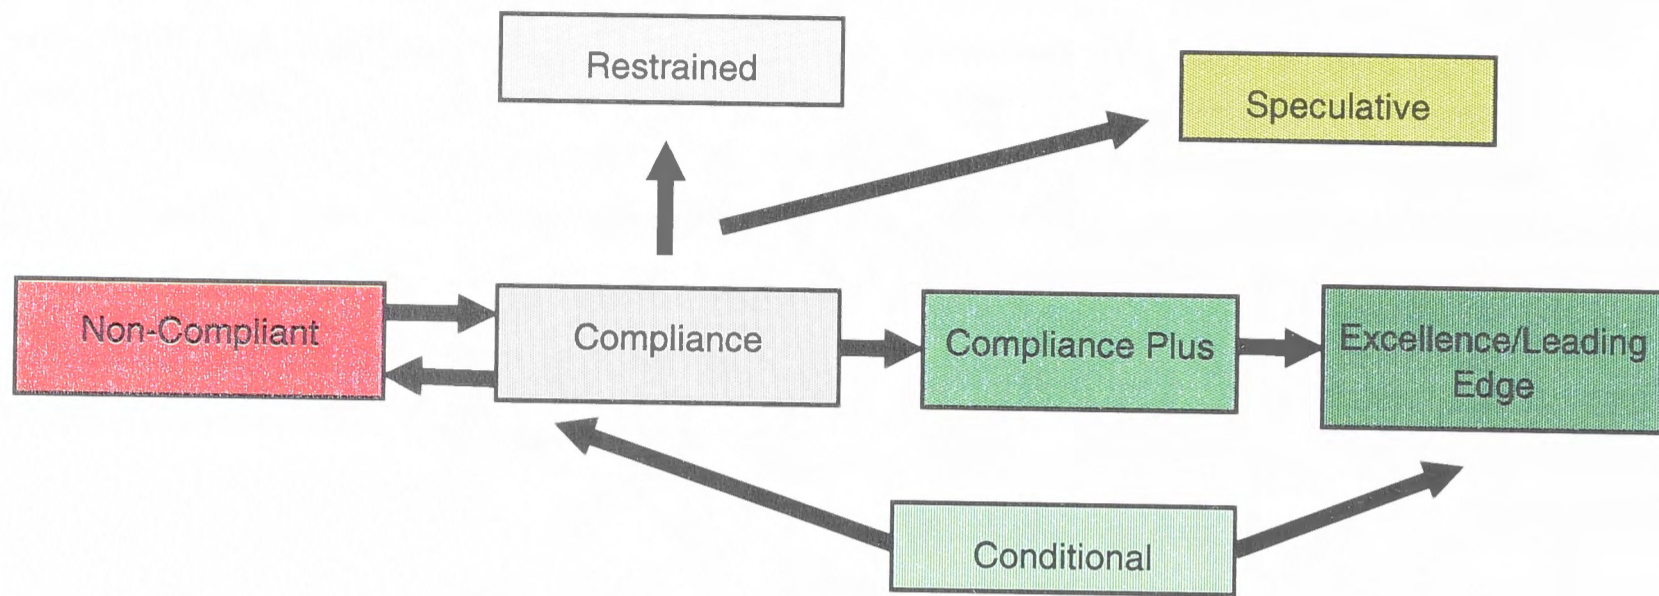 Restrained
Speculative
Non-Compliant
Compliance
Compliance Plus
Excellence/Leading
Edge
Conditional